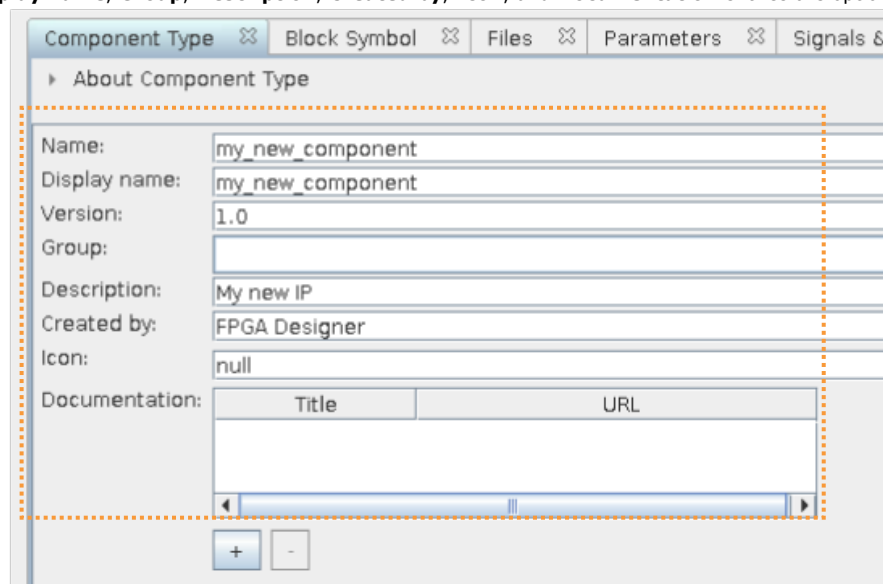 Component Type Block Symbol Files Parameters Signals &
About Component Type
Name: my_new_component
Display name: my_new_component
Version: 1.0
Group:
Description: My new IP
Created by: FPGA Designer
Icon: null
Documentation: Title URL
+ -